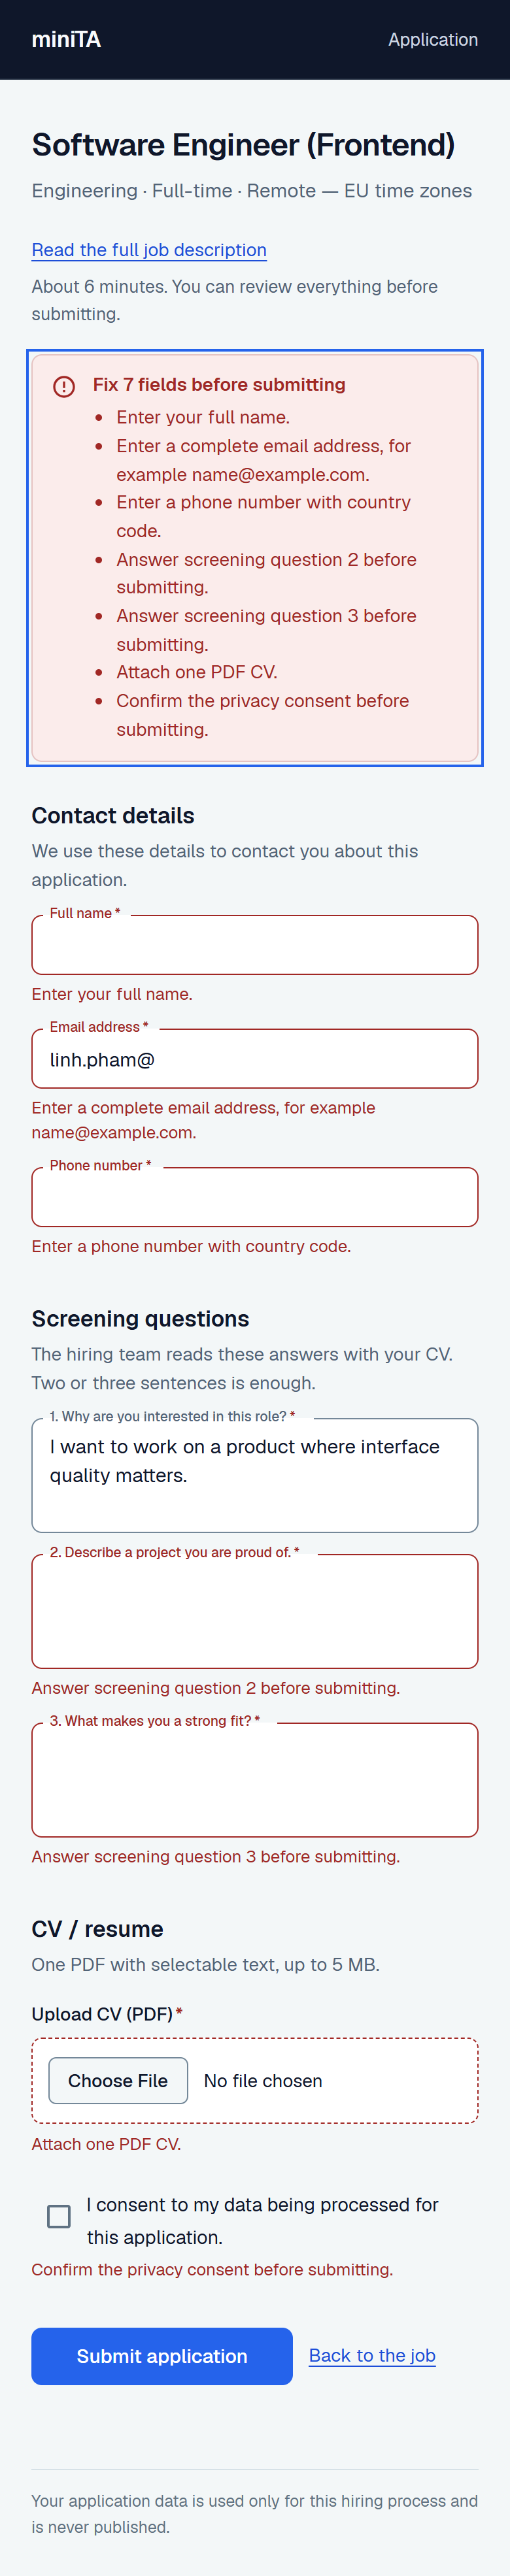 miniTA
Application
Software Engineer (Frontend)
Engineering · Full-time · Remote — EU time zones
Read the full job description
About 6 minutes. You can review everything before
submitting.
Fix 7 fields before submitting
• Enter your full name.
• Enter a complete email address, for
example name@example.com.
• Enter a phone number with country
code.
• Answer screening question 2 before
submitting.
• Answer screening question 3 before
submitting.
• Attach one PDF CV.
• Confirm the privacy consent before
submitting.
Contact details
We use these details to contact you about this
application.
Full name *
Enter your full name.
Email address *
linh.pham@
Enter a complete email address, for example
name@example.com.
Phone number *
Enter a phone number with country code.
Screening questions
The hiring team reads these answers with your CV.
Two or three sentences is enough.
1. Why are you interested in this role? *
I want to work on a product where interface
quality matters.
2. Describe a project you are proud of. *
Answer screening question 2 before submitting.
3. What makes you a strong fit? *
Answer screening question 3 before submitting.
CV / resume
One PDF with selectable text, up to 5 MB.
Upload CV (PDF) *
Choose File
No file chosen
Attach one PDF CV.
I consent to my data being processed for
this application.
Confirm the privacy consent before submitting.
Submit application
Back to the job
Your application data is used only for this hiring process and
is never published.